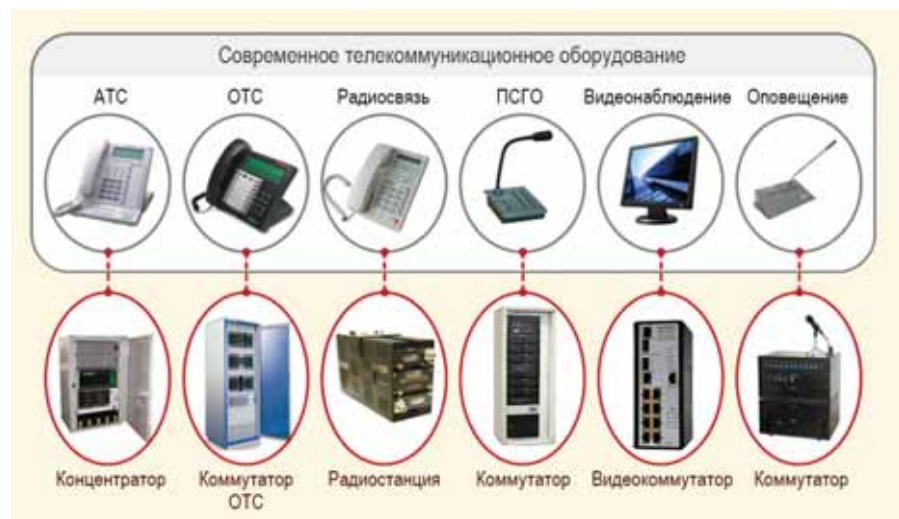 Современное телекоммуникационное оборудование
АТС ОТС Радиосвязь ПСГО Видеонаблюдение Оповещение
Концентратор Коммутатор Радиостанция Коммутатор Видеокоммутатор Коммутатор
ОТС